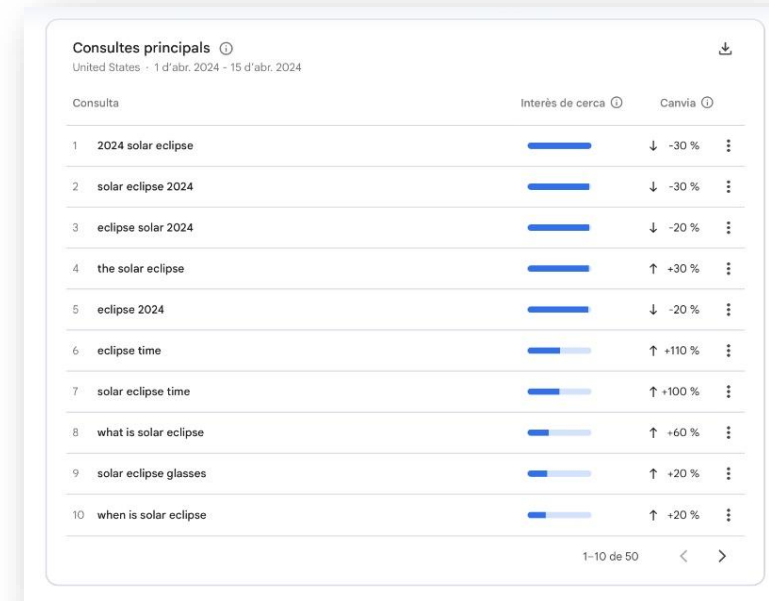 Consultes principals
United States · 1 d'abr. 2024 - 15 d'abr. 2024
Consulta Interès de cerca Canvia
1 2024 solar eclipse ↓ -30 %
2 solar eclipse 2024 ↓ -30 %
3 eclipse solar 2024 ↓ -20 %
4 the solar eclipse ↑ +30 %
5 eclipse 2024 ↓ -20 %
6 eclipse time ↑ +110 %
7 solar eclipse time ↑ +100 %
8 what is solar eclipse ↑ +60 %
9 solar eclipse glasses ↑ +20 %
10 when is solar eclipse ↑ +20 %
1–10 de 50